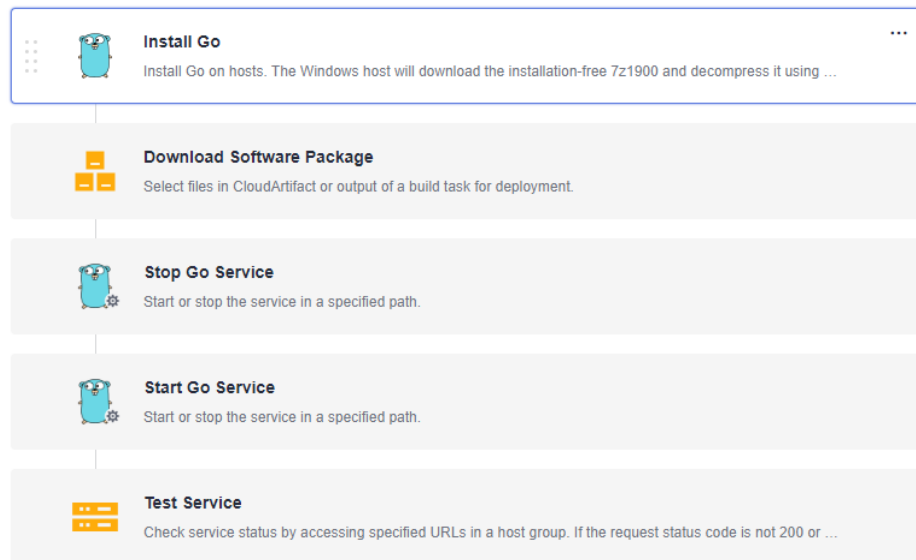 Install Go
Install Go on hosts. The Windows host will download the installation-free 7z1900 and decompress it using ...
Download Software Package
Select files in CloudArtifact or output of a build task for deployment.
Stop Go Service
Start or stop the service in a specified path.
Start Go Service
Start or stop the service in a specified path.
Test Service
Check service status by accessing specified URLs in a host group. If the request status code is not 200 or ...